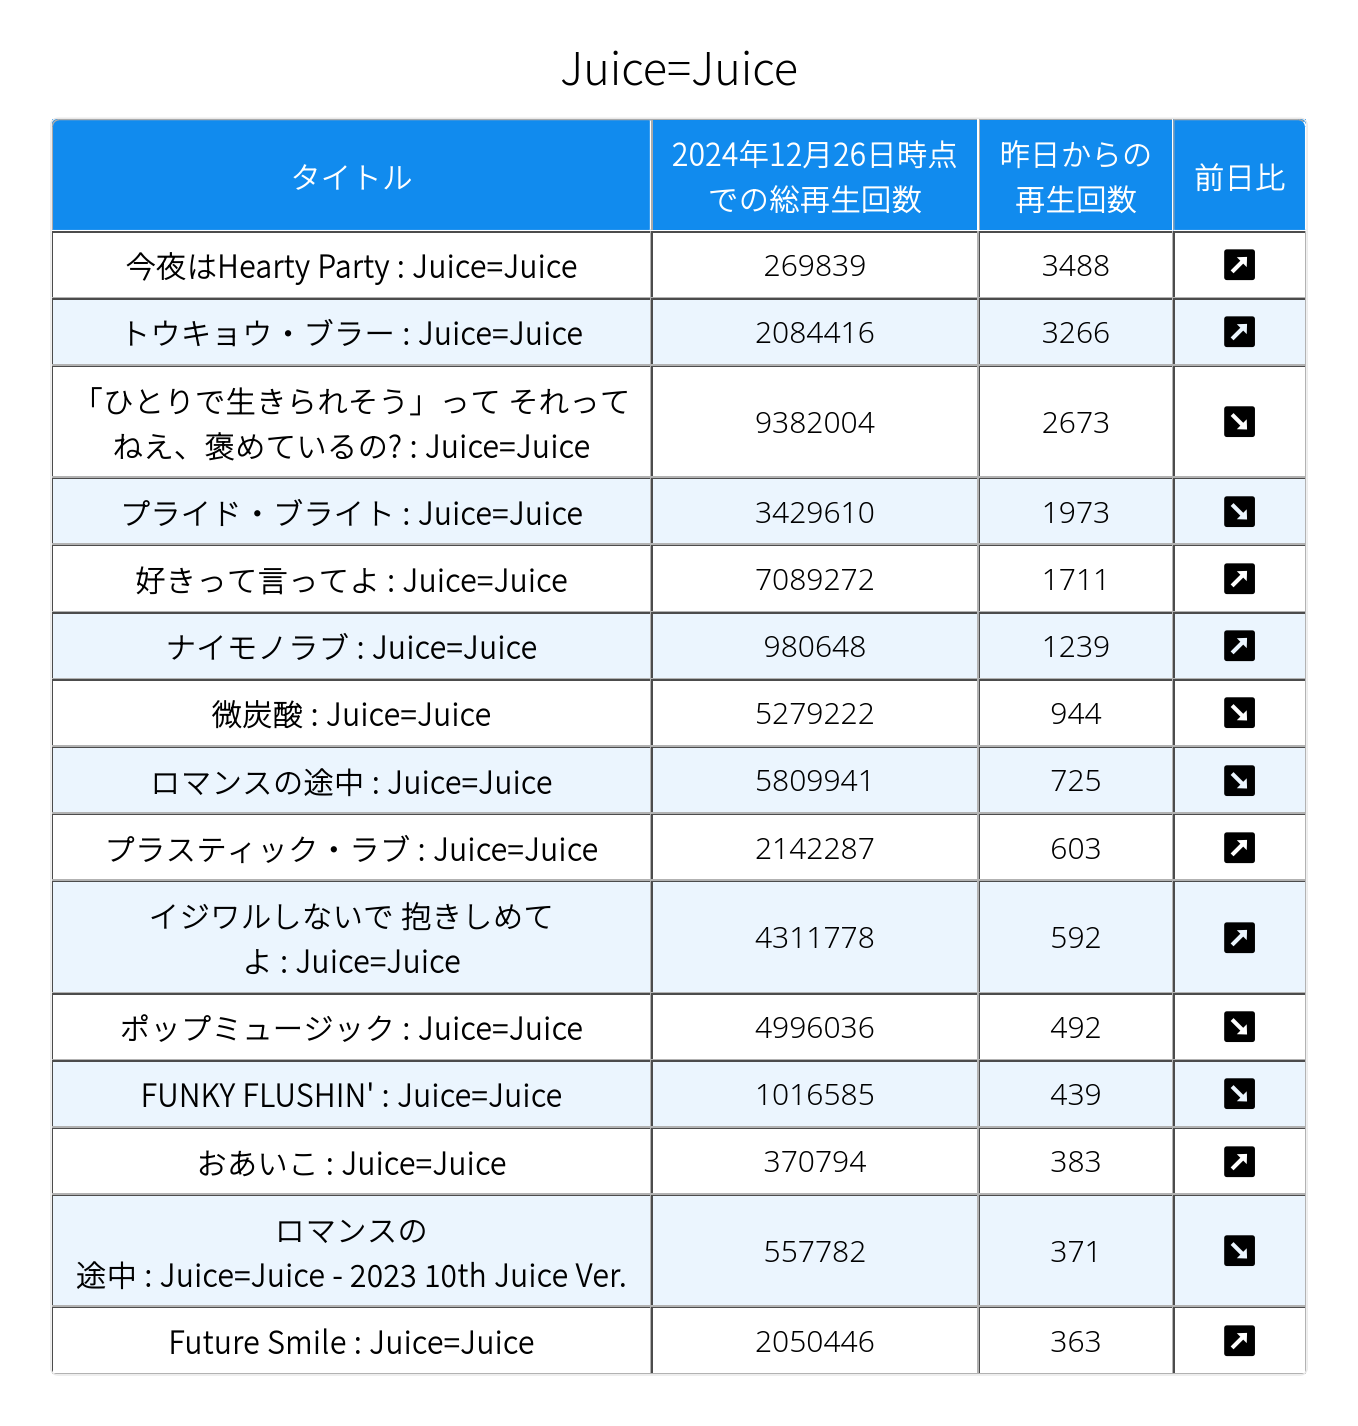 Juice=Juice
タイトル
2024年12月26日時点
での総再生回数
昨日からの
再生回数
前日比
今夜はHearty Party : Juice=Juice 269839 3488
トウキョウ・ブラー : Juice=Juice 2084416 3266
「ひとりで生きられそう」って それって
ねえ、褒めているの? : Juice=Juice 9382004 2673
プライド・ブライト : Juice=Juice 3429610 1973
好きって言ってよ : Juice=Juice 7089272 1711
ナイモノラブ : Juice=Juice 980648 1239
微炭酸 : Juice=Juice 5279222 944
ロマンスの途中 : Juice=Juice 5809941 725
プラスティック・ラブ : Juice=Juice 2142287 603
イジワルしないで 抱きしめて
よ : Juice=Juice 4311778 592
ポップミュージック : Juice=Juice 4996036 492
FUNKY FLUSHIN' : Juice=Juice 1016585 439
おあいこ : Juice=Juice 370794 383
ロマンスの
途中 : Juice=Juice - 2023 10th Juice Ver. 557782 371
Future Smile : Juice=Juice 2050446 363